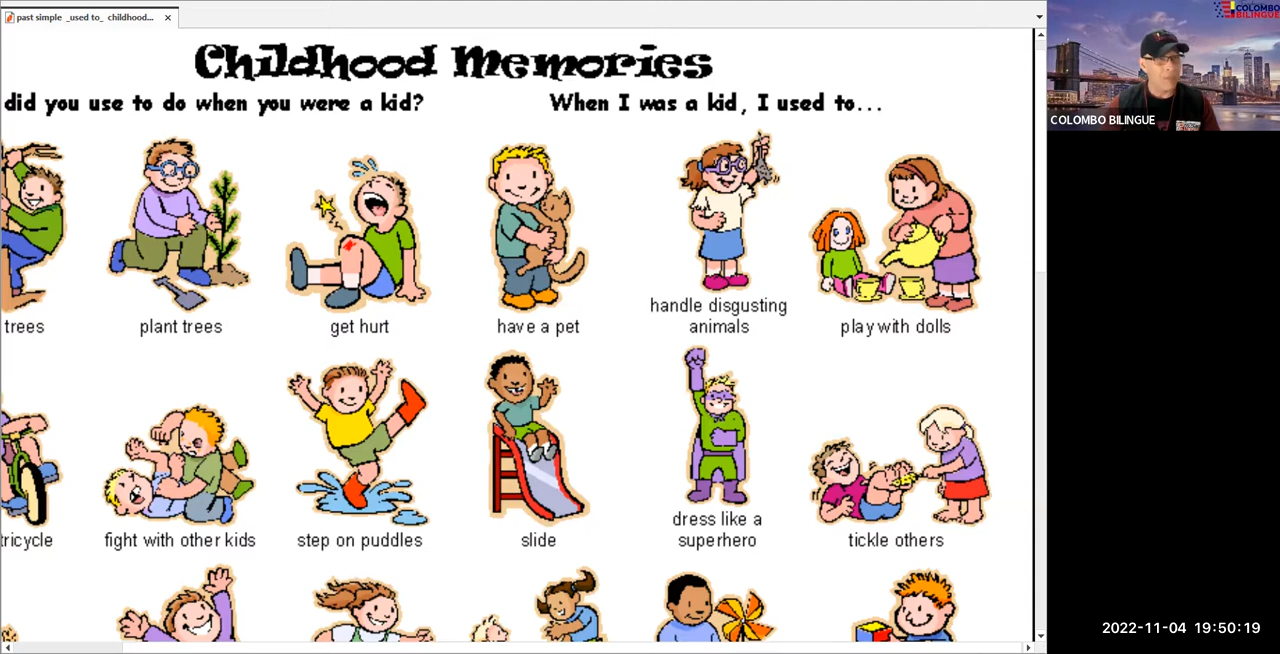 past simple _used to_ childhood...
COLOMBO
BILINGUE
Childhood Memories
did you use to do when you were a kid?
When I was a kid, I used to...
COLOMBO BILINGUE
trees
plant trees
get hurt
have a pet
handle disgusting
animals
play with dolls
tricycle
fight with other kids
step on puddles
slide
dress like a
superhero
tickle others
2022-11-04 19:50:19